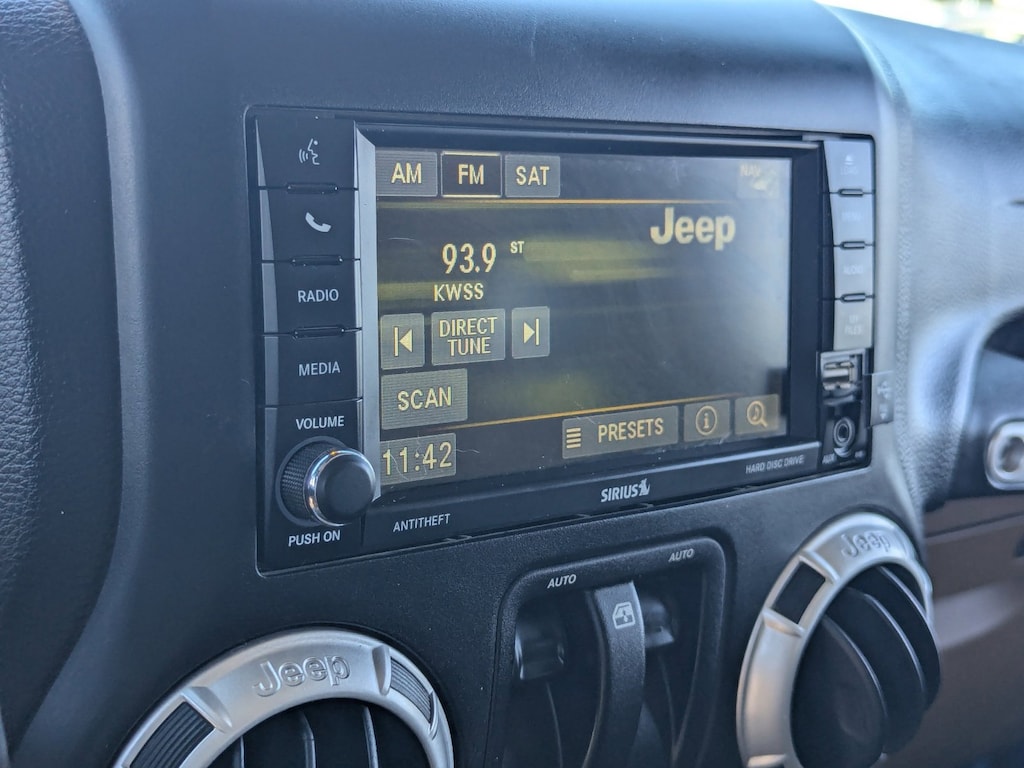 AM FM SAT NAV
Jeep
93.9 ST
KWSS
DIRECT
TUNE
SCAN
PRESETS
11:42
RADIO
MEDIA
VOLUME
PUSH ON
ANTITHEFT
SIRIUS
HARD DISC DRIVE
AUTO
AUTO
Jeep
Jeep